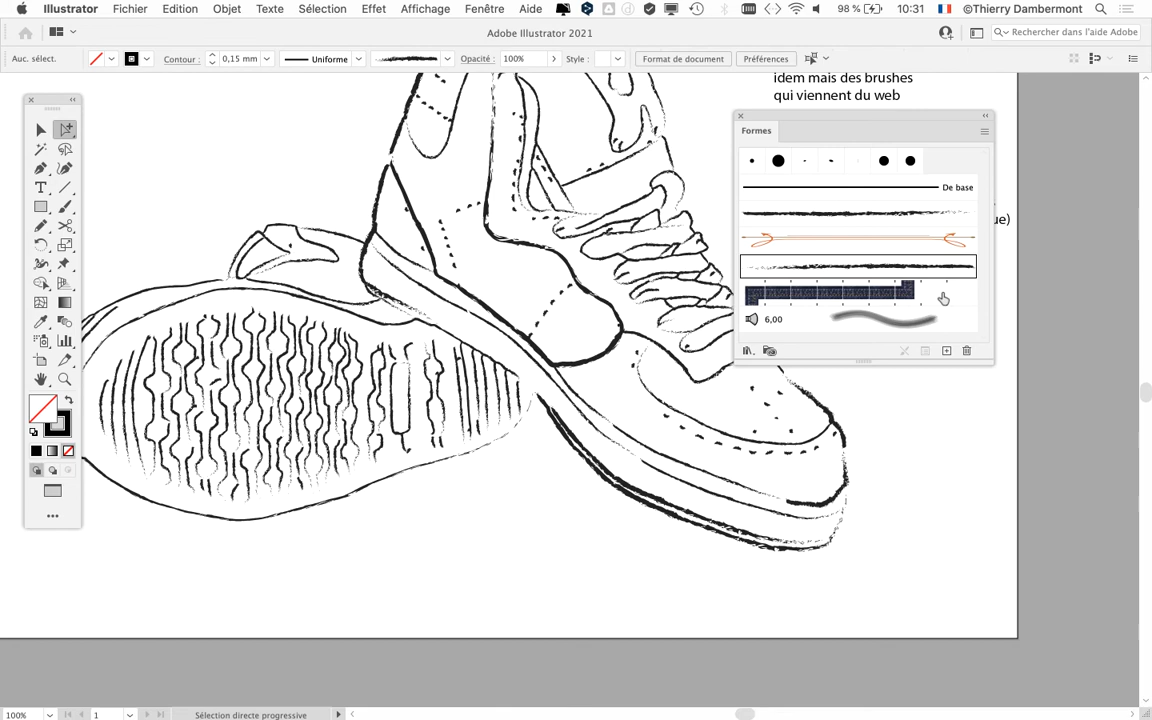 Illustrator Fichier Edition Objet Texte Sélection Effet Affichage Fenêtre Aide 98 % 10:31 ©Thierry Dambermont
Adobe Illustrator 2021
Rechercher dans l'aide Adobe
Auc. sélect. Contour : 0,15 mm Uniforme Opacité : 100% Style : Format de document Préférences
idem mais des brushes
qui viennent du web
Formes
De base
ue)
6,00
100% 1 Sélection directe progressive